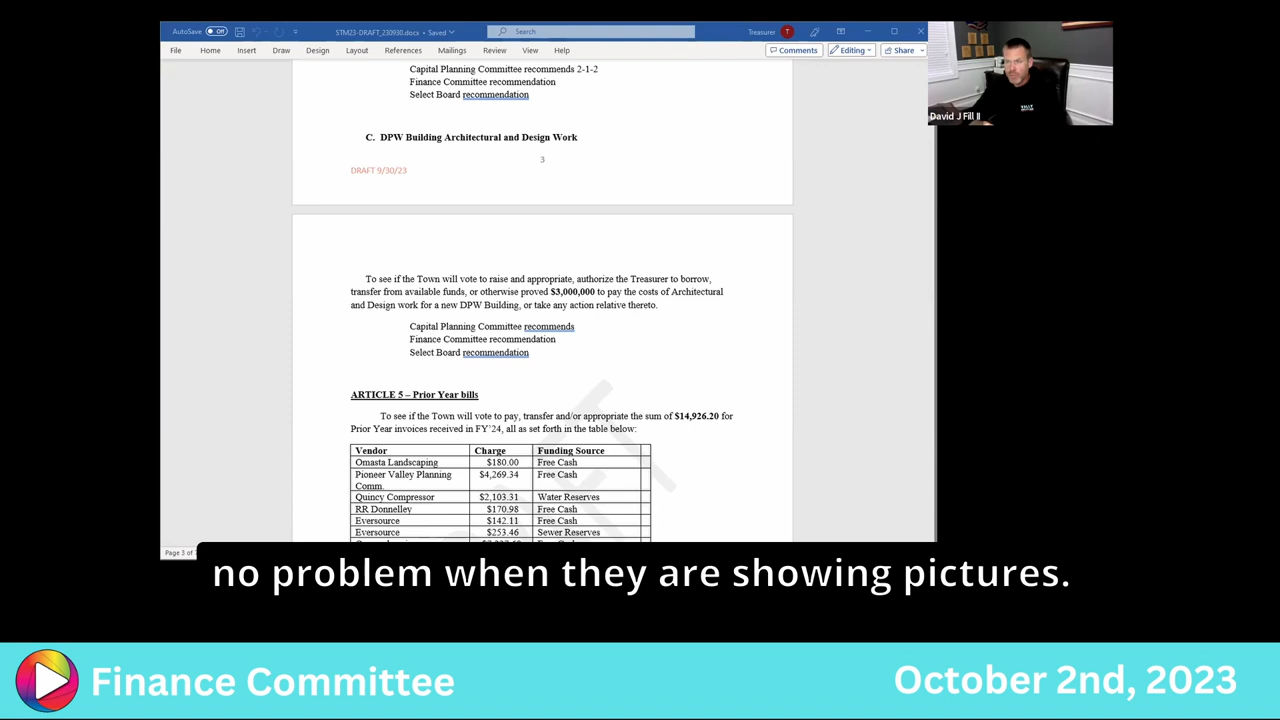 AutoSave Off STM23-DRAFT_230930.docx • Saved Search Treasurer T
File Home Insert Draw Design Layout References Mailings Review View Help Comments Editing Share
Capital Planning Committee recommends 2-1-2
Finance Committee recommendation
Select Board recommendation
C. DPW Building Architectural and Design Work
3
DRAFT 9/30/23
David J Fill II
To see if the Town will vote to raise and appropriate, authorize the Treasurer to borrow,
transfer from available funds, or otherwise proved $3,000,000 to pay the costs of Architectural
and Design work for a new DPW Building, or take any action relative thereto.
Capital Planning Committee recommends
Finance Committee recommendation
Select Board recommendation
ARTICLE 5 – Prior Year bills
To see if the Town will vote to pay, transfer and/or appropriate the sum of $14,926.20 for
Prior Year invoices received in FY'24, all as set forth in the table below:
Vendor Charge Funding Source
Omasta Landscaping $180.00 Free Cash
Pioneer Valley Planning $4,269.34 Free Cash
Comm.
Quincy Compressor $2,103.31 Water Reserves
RR Donnelley $170.98 Free Cash
Eversource $142.11 Free Cash
Eversource $253.46 Sewer Reserves
Page 3 of
no problem when they are showing pictures.
Finance Committee
October 2nd, 2023